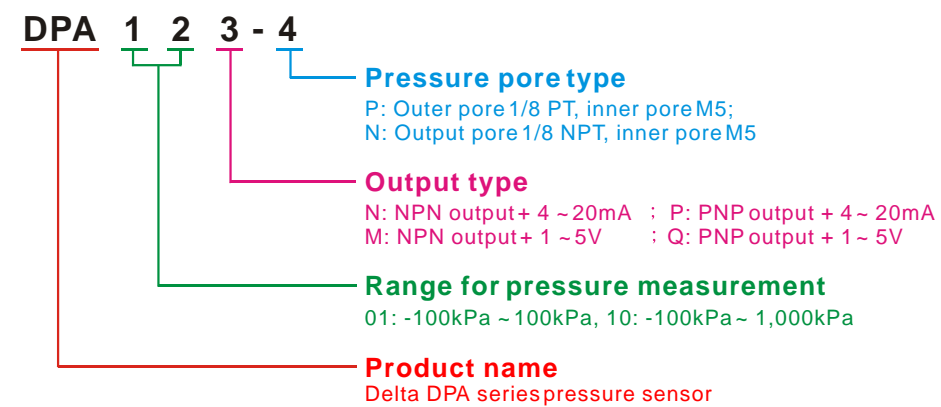 DPA 1 2 3 - 4
Pressure pore type
P: Outer pore 1/8 PT, inner pore M5;
N: Output pore 1/8 NPT, inner pore M5
Output type
N: NPN output + 4 ~ 20mA ; P: PNP output + 4 ~ 20mA
M: NPN output + 1 ~ 5V ; Q: PNP output + 1 ~ 5V
Range for pressure measurement
01: -100kPa ~ 100kPa, 10: -100kPa ~ 1,000kPa
Product name
Delta DPA series pressure sensor